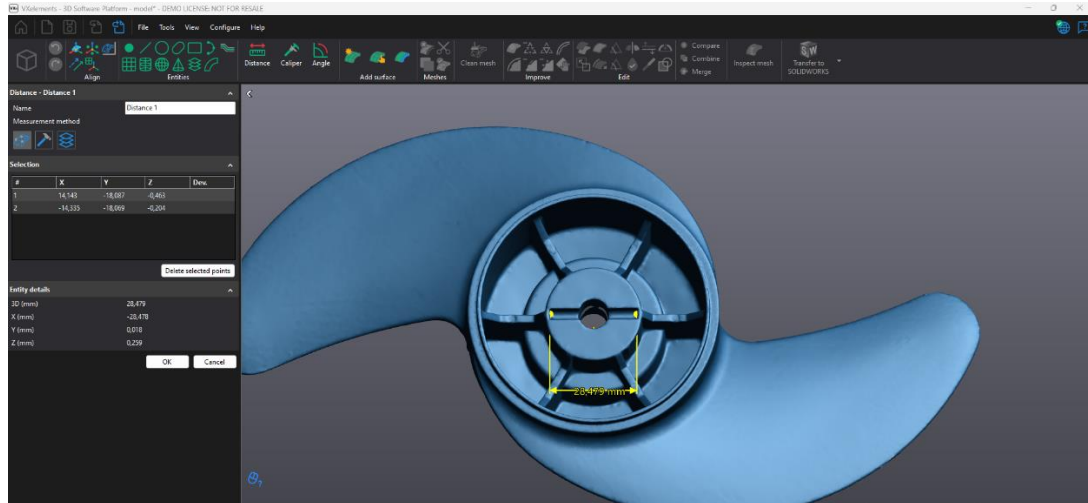 VXelements - 3D Software Platform - model* - DEMO LICENSE: NOT FOR RESALE
File Tools View Configure Help
Align
Entities
Distance
Caliper
Angle
Add surface
Meshes
Clean mesh
Improve
Edit
Compare
Combine
Merge
Inspect mesh
Transfer to
SOLIDWORKS
Distance - Distance 1
Name
Distance 1
Measurement method
Selection
# X Y Z Dev.
1 14,143 -18,087 -0,463
2 -14,335 -18,069 -0,204
Delete selected points
Entity details
3D (mm) 28,479
X (mm) -28,478
Y (mm) 0,018
Z (mm) 0,259
OK
Cancel
28,479 mm